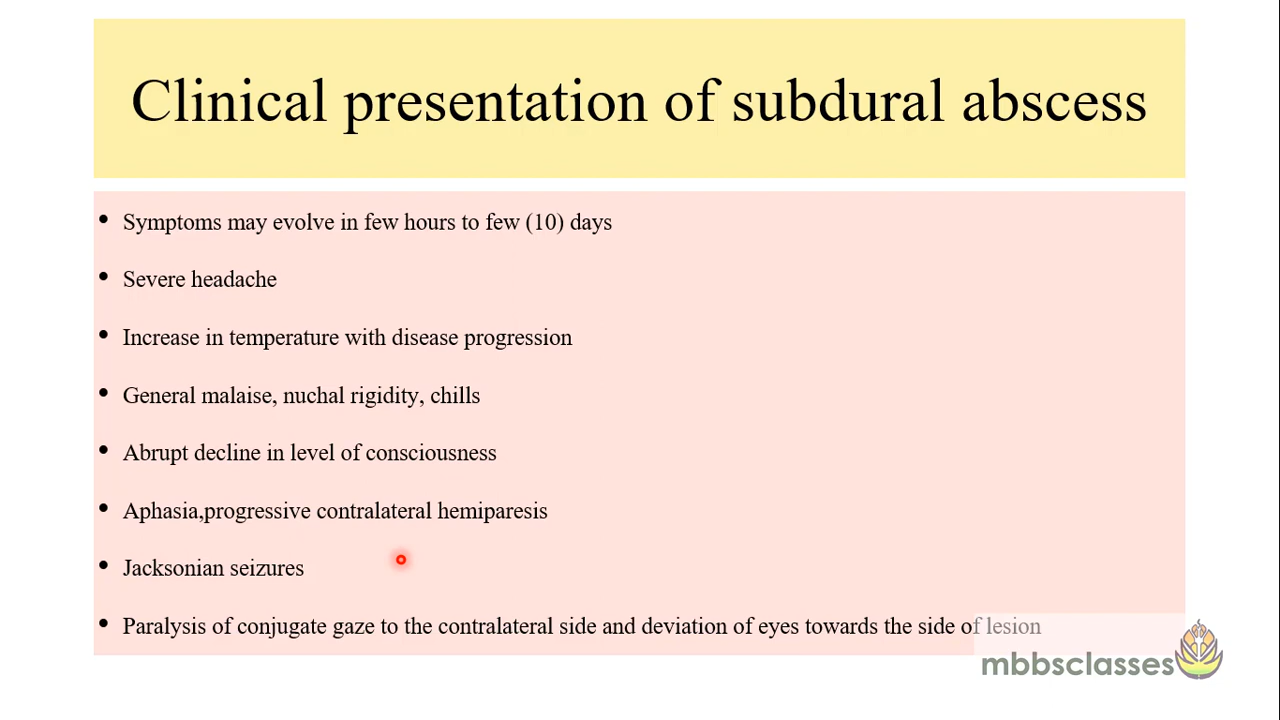 Clinical presentation of subdural abscess
• Symptoms may evolve in few hours to few (10) days
• Severe headache
• Increase in temperature with disease progression
• General malaise, nuchal rigidity, chills
• Abrupt decline in level of consciousness
• Aphasia,progressive contralateral hemiparesis
• Jacksonian seizures
• Paralysis of conjugate gaze to the contralateral side and deviation of eyes towards the side of lesion
mbbsclasses